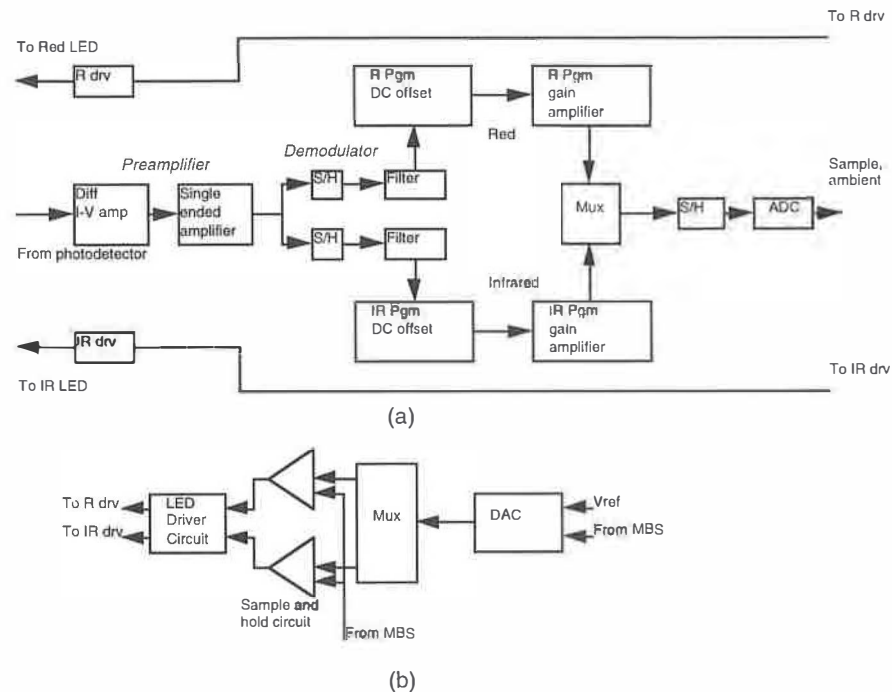 To R drv
To Red LED
R drv
R Pgm
DC offset
R Pgm
gain
amplifier
Red
Preamplifier
Demodulator
Sample,
ambient
Diff
I-V amp
Single
ended
amplifier
S/H
Filter
Mux
S/H
ADC
S/H
Filter
From photodetector
Infrared
IR Pgm
DC offset
IR Pgm
gain
amplifier
IR drv
To IR LED
To IR drv
(a)
To R drv
To IR drv
LED
Driver
Circuit
Mux
DAC
Vref
From MBS
Sample and
hold circuit
From MBS
(b)